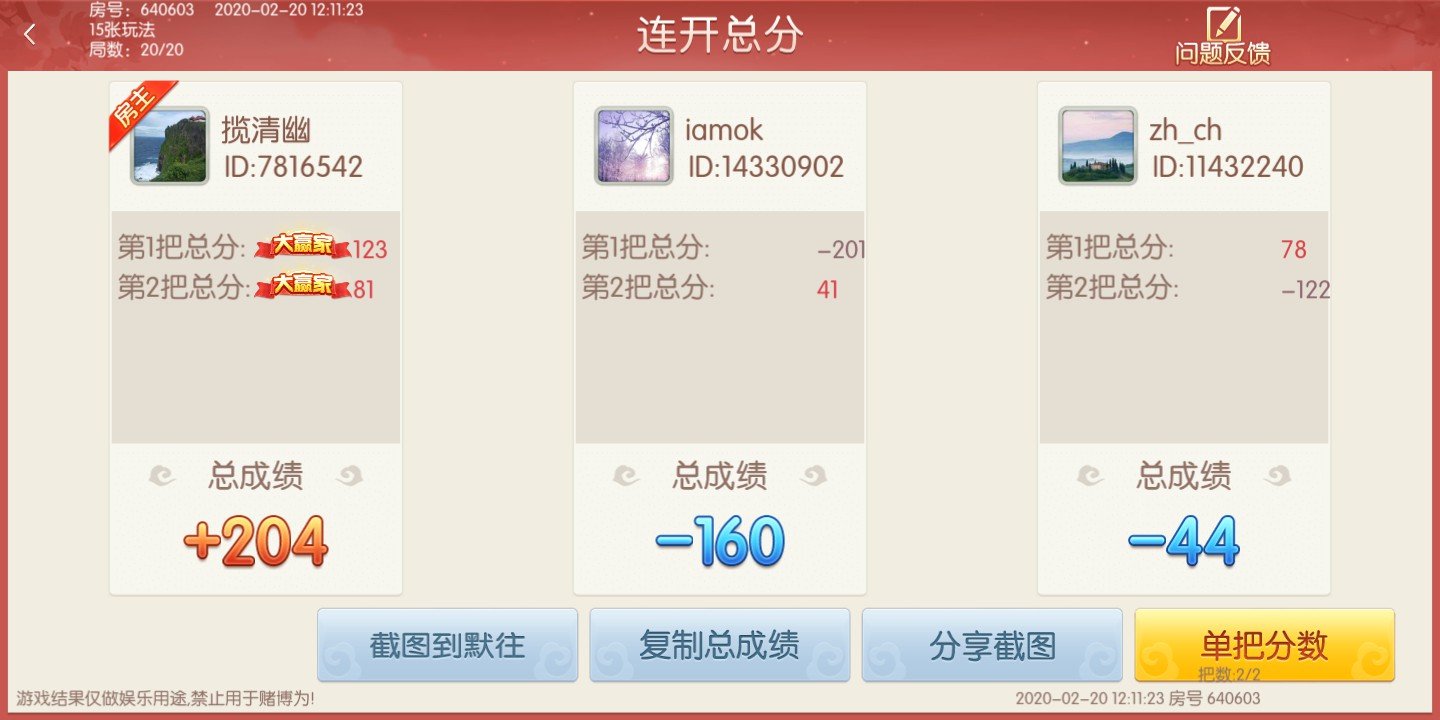 房号：640603 2020-02-20 12:11:23
15张玩法
局数：20/20
连开总分
问题反馈
房主
揽清幽
ID:7816542
第1把总分: 大赢家 123
第2把总分: 大赢家 81
总成绩
+204
iamok
ID:14330902
第1把总分: -201
第2把总分: 41
总成绩
-160
zh_ch
ID:11432240
第1把总分: 78
第2把总分: -122
总成绩
-44
截图到默往
复制总成绩
分享截图
单把分数
把数:2/2
游戏结果仅做娱乐用途,禁止用于赌博为!
2020-02-20 12:11:23 房号 640603